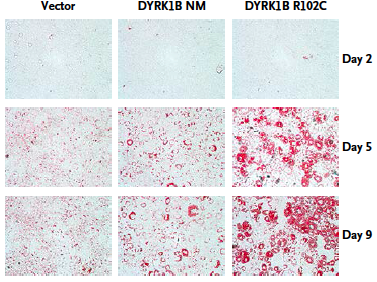 Vector DYRK1B NM DYRK1B R102C
Day 2
Day 5
Day 9